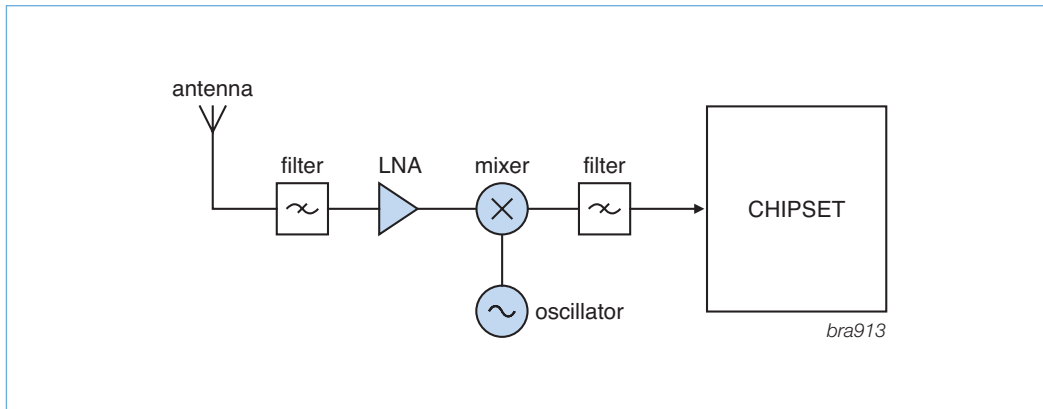 antenna
filter
LNA
mixer
filter
CHIPSET
oscillator
bra913